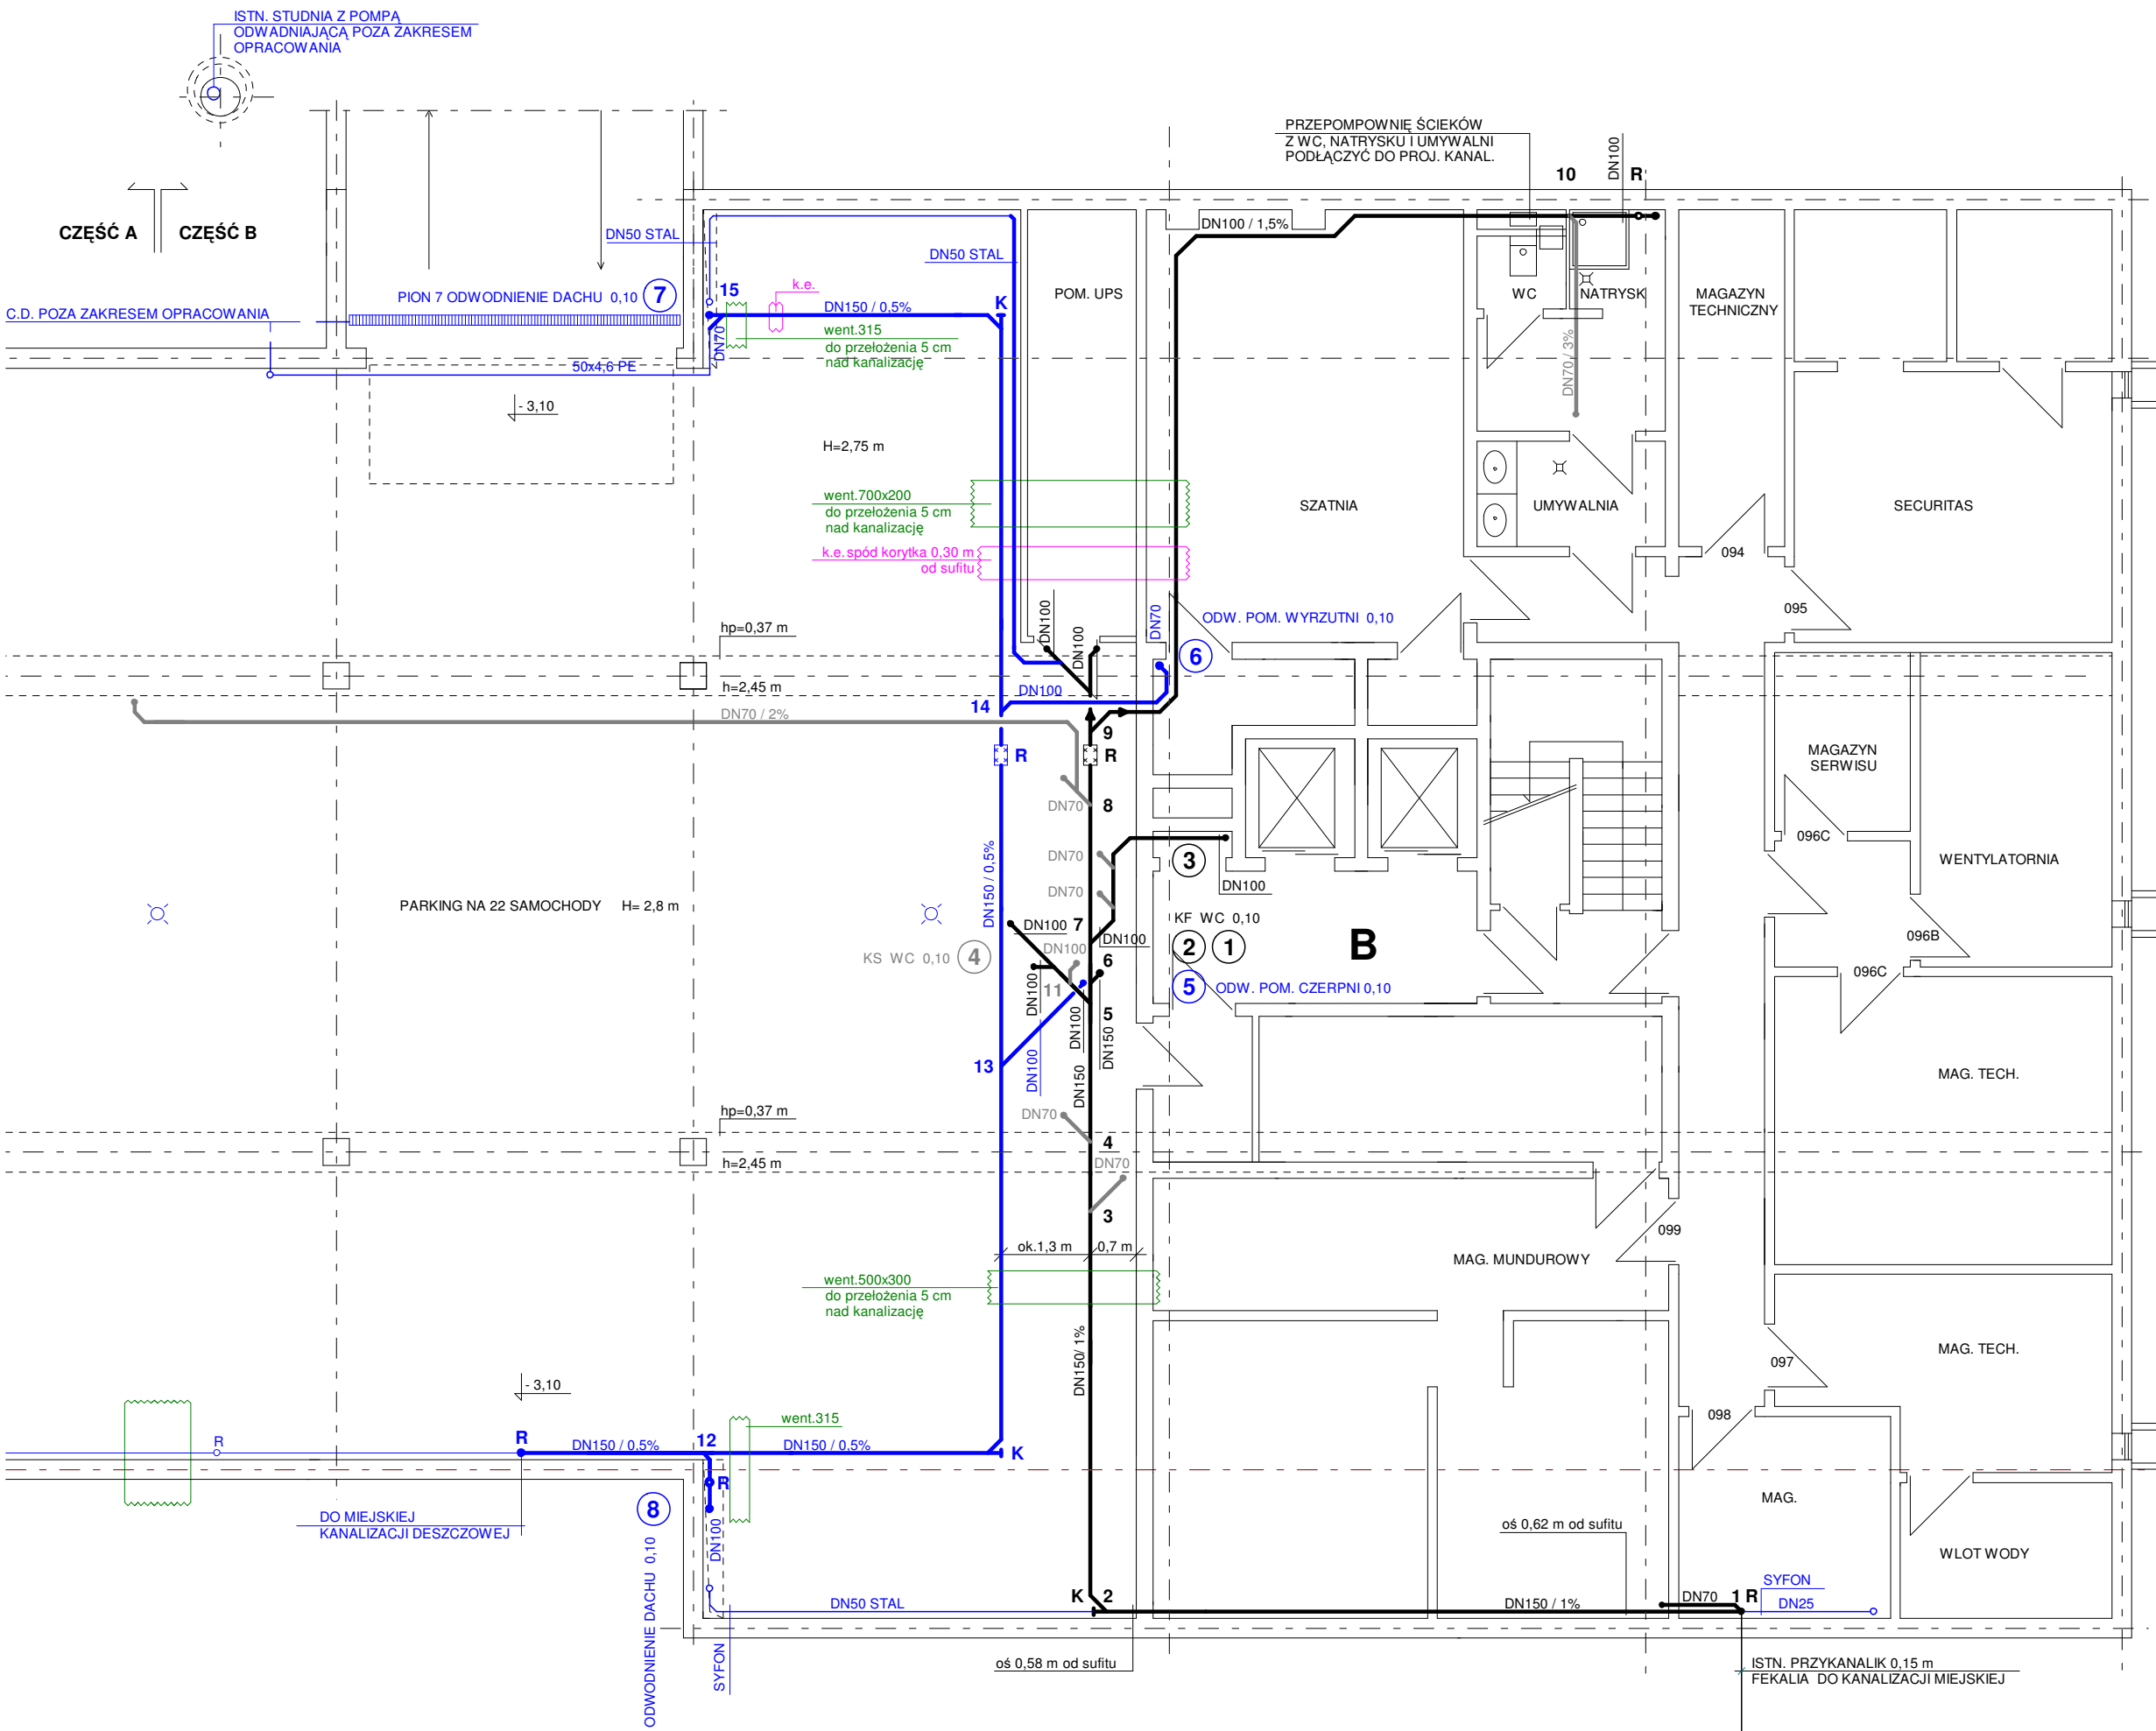 ISTN. STUDNIA Z POMPĄ
ODWADNIAJĄCĄ POZA ZAKRESEM
OPRACOWANIA
PRZEPOMPOWNIĘ ŚCIEKÓW
Z WC, NATRYSKU I UMYWALNI
PODŁĄCZYĆ DO PROJ. KANAL.
DN100
10
R
CZĘŚĆ A
CZĘŚĆ B
DN50 STAL
DN50 STAL
DN100 / 1,5%
PION 7 ODWODNIENIE DACHU 0,10
7
15
k.e.
DN150 / 0,5%
K
POM. UPS
WC
NATRYSK
MAGAZYN
TECHNICZNY
C.D. POZA ZAKRESEM OPRACOWANIA
DN70
went.315
do przełożenia 5 cm
nad kanalizację
50x4,6 PE
DN70 / 3%
- 3,10
H=2,75 m
went.700x200
do przełożenia 5 cm
nad kanalizację
SZATNIA
UMYWALNIA
SECURITAS
k.e. spód korytka 0,30 m
od sufitu
094
095
hp=0,37 m
DN100
DN100
DN70
ODW. POM. WYRZUTNI 0,10
6
h=2,45 m
DN100
14
DN70 / 2%
9
R
R
MAGAZYN
SERWISU
DN70
8
096C
DN150 / 0,5%
DN70
3
WENTYLATORNIA
DN70
DN100
PARKING NA 22 SAMOCHODY H= 2,8 m
DN100
7
KF WC 0,10
DN100
DN100
2
1
B
096B
KS WC 0,10
4
6
096C
11
5
ODW. POM. CZERPNI 0,10
DN100
DN100
5
DN150
DN100
13
DN150
MAG. TECH.
hp=0,37 m
DN70
4
h=2,45 m
DN70
3
099
ok.1,3 m
0,7 m
MAG. MUNDUROWY
went.500x300
do przełożenia 5 cm
nad kanalizację
DN150/ 1%
MAG. TECH.
097
- 3,10
098
went.315
R
R
DN150 / 0,5%
12
DN150 / 0,5%
K
R
8
MAG.
DO MIEJSKIEJ
KANALIZACJI DESZCZOWEJ
DN100
oś 0,62 m od sufitu
WLOT WODY
ODWODNIENIE DACHU 0,10
SYFON
K
2
DN70
1 R
DN50 STAL
DN150 / 1%
DN25
SYFON
oś 0,58 m od sufitu
ISTN. PRZYKANALIK 0,15 m
FEKALIA DO KANALIZACJI MIEJSKIEJ